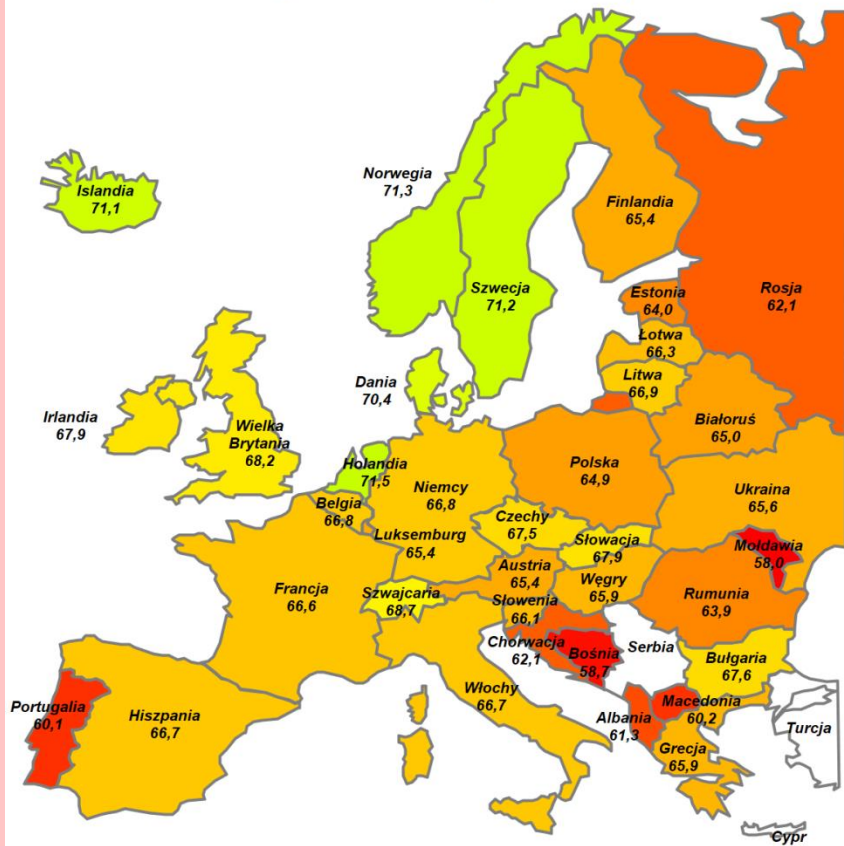 Islandia
71,1
Norwegia
71,3
Finlandia
65,4
Szwecja
71,2
Rosja
62,1
Estonia
64,0
Łotwa
66,3
Litwa
66,9
Dania
70,4
Irlandia
67,9
Wielka
Brytania
68,2
Białoruś
65,0
Holandia
71,5
Niemcy
66,8
Polska
64,9
Ukraina
65,6
Belgia
66,8
Luksemburg
65,4
Czechy
67,5
Słowacja
67,9
Mołdawia
58,0
Francja
66,6
Szwajcaria
68,7
Austria
65,4
Węgry
65,9
Rumunia
63,9
Słowenia
66,1
Chorwacja
62,1
Bośnia
58,7
Serbia
Bułgaria
67,6
Portugalia
60,1
Hiszpania
66,7
Włochy
66,7
Albania
61,3
Macedonia
60,2
Turcja
Grecja
65,9
Cypr